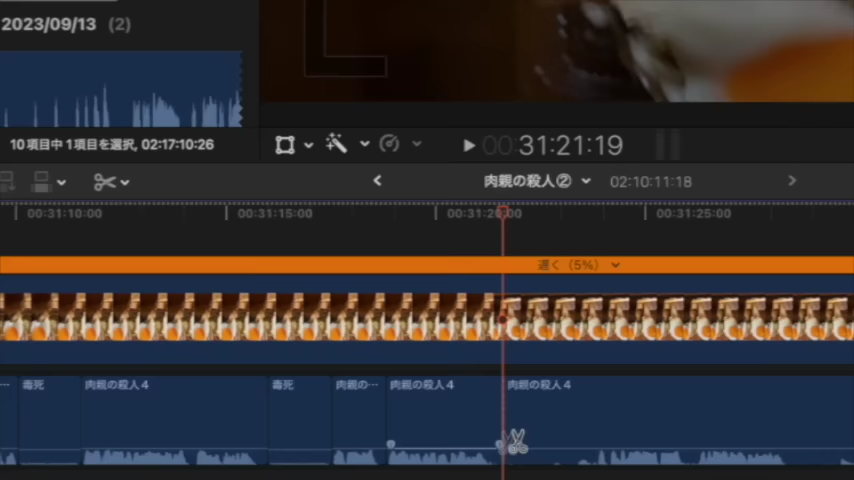 2023/09/13 (2)
10項目中1項目を選択, 02:17:10:26
00:31:21:19
肉親の殺人② 02:10:11:18
00:31:10:00 00:31:15:00 00:31:20:00 00:31:25:00
遅く (5%)
毒死 肉親の殺人4 毒死 肉親の… 肉親の殺人4 肉親の殺人4